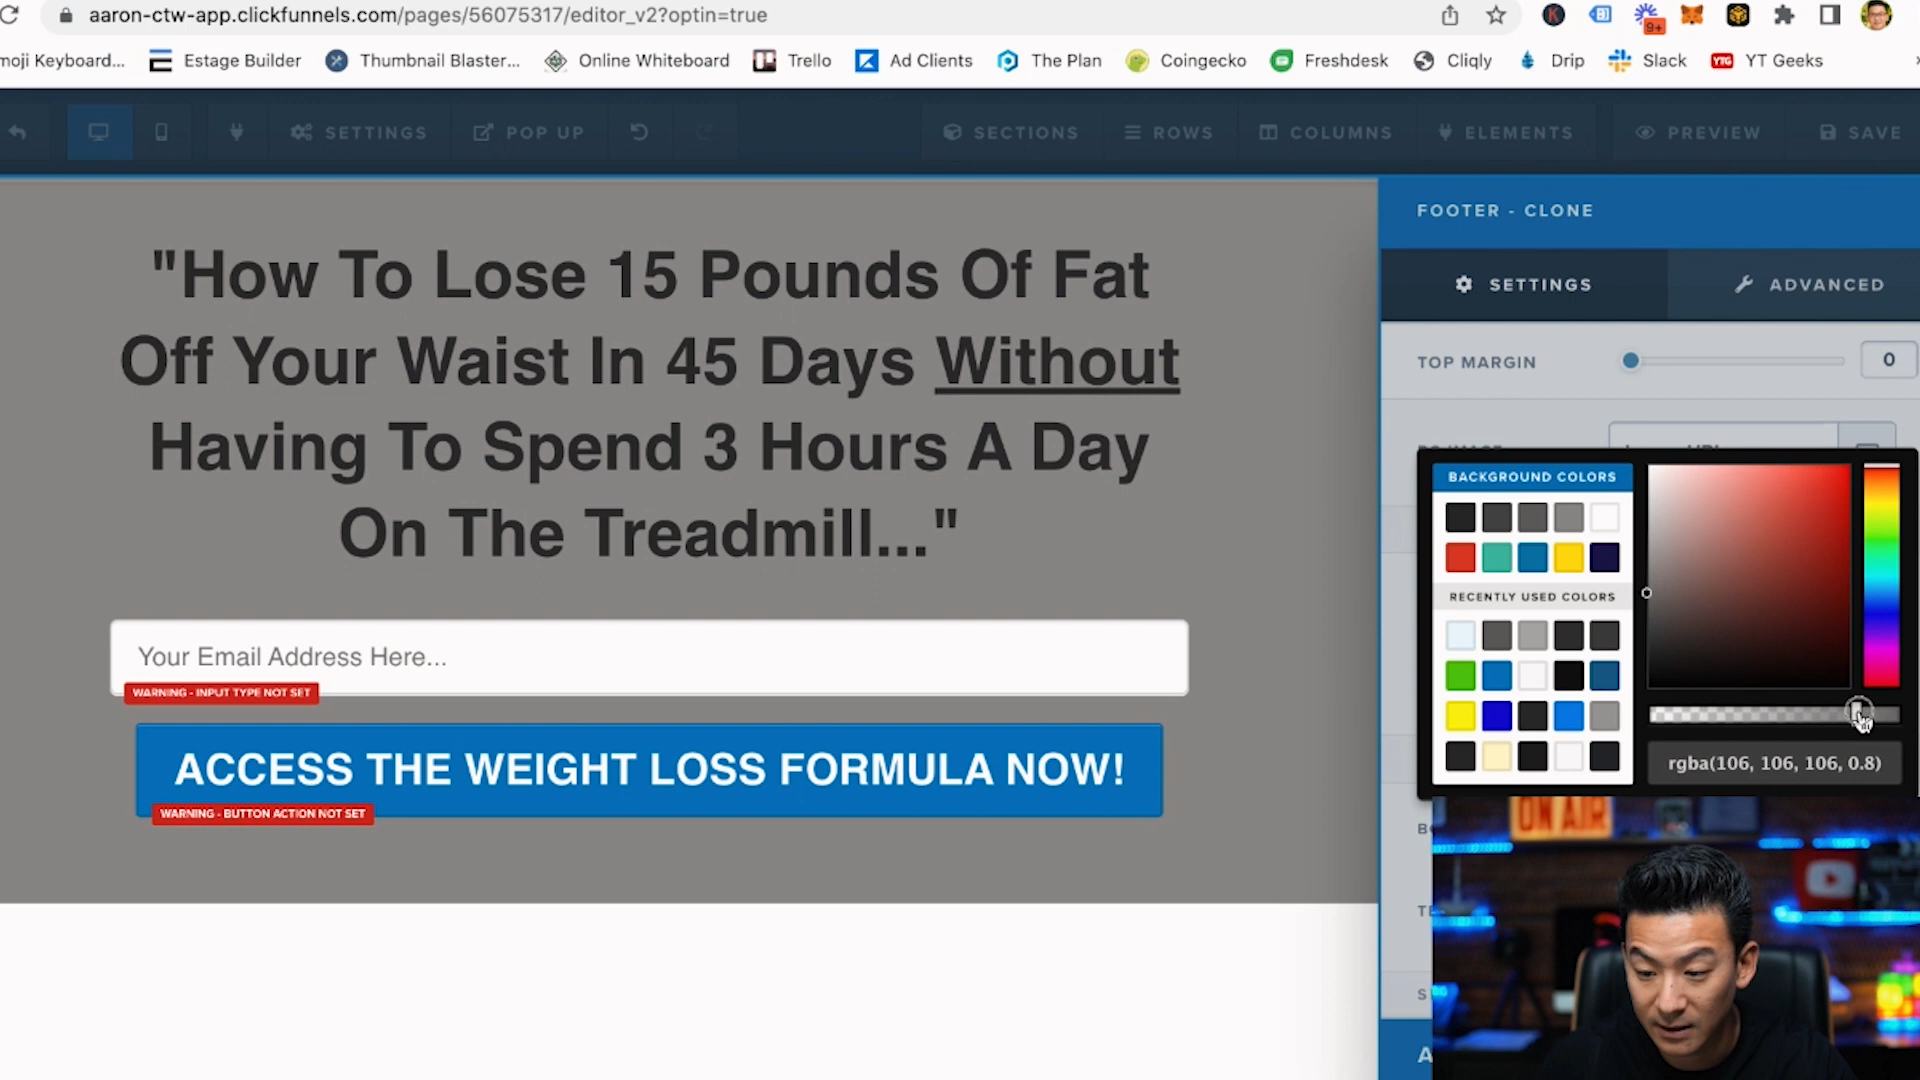 aaron-ctw-app.clickfunnels.com/pages/56075317/editor_v2?optin=true
9+
moji Keyboard... Estage Builder Thumbnail Blaster... Online Whiteboard Trello Ad Clients The Plan Coingecko Freshdesk Cliqly Drip Slack YTG YT Geeks
SETTINGS POP UP SECTIONS ROWS COLUMNS ELEMENTS PREVIEW SAVE
FOOTER - CLONE
SETTINGS ADVANCED
TOP MARGIN 0
"How To Lose 15 Pounds Of Fat
Off Your Waist In 45 Days Without
Having To Spend 3 Hours A Day
On The Treadmill..."
Your Email Address Here...
WARNING - INPUT TYPE NOT SET
ACCESS THE WEIGHT LOSS FORMULA NOW!
WARNING - BUTTON ACTION NOT SET
BACKGROUND COLORS
RECENTLY USED COLORS
rgba(106, 106, 106, 0.8)
ON AIR